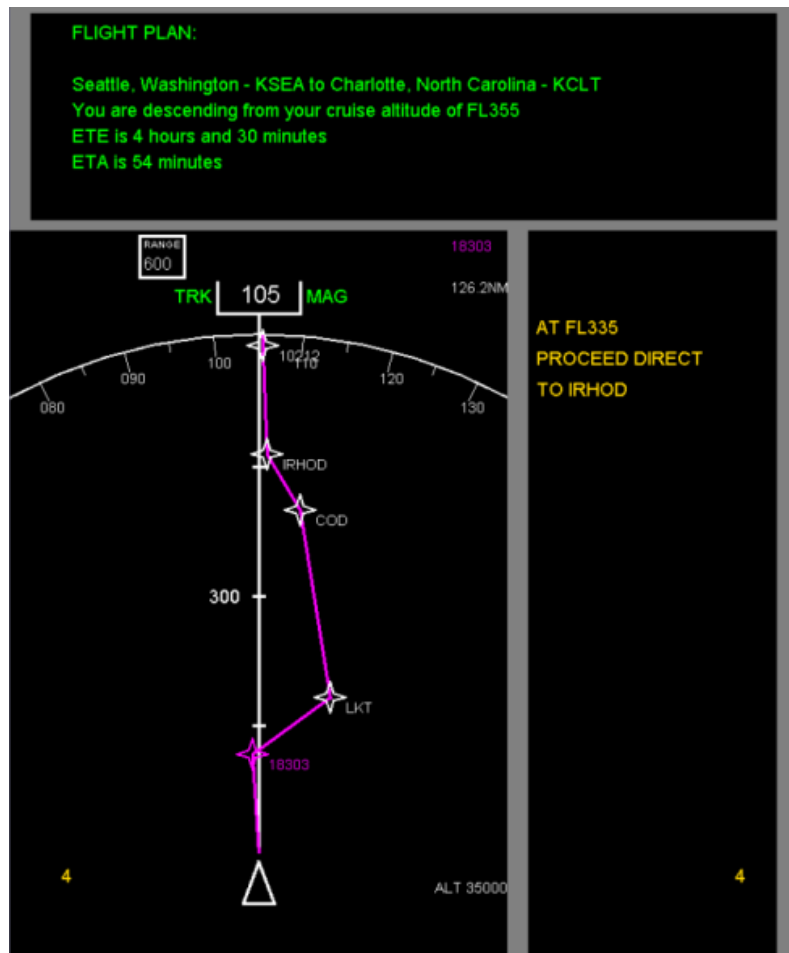 FLIGHT PLAN:
Seattle, Washington - KSEA to Charlotte, North Carolina - KCLT
You are descending from your cruise altitude of FL355
ETE is 4 hours and 30 minutes
ETA is 54 minutes
RANGE
600
18303
126.2NM
TRK 105 MAG
10212
080 090 100 110 120 130
IRHOD
COD
300
LKT
18303
4
ALT 35000
AT FL335
PROCEED DIRECT
TO IRHOD
4